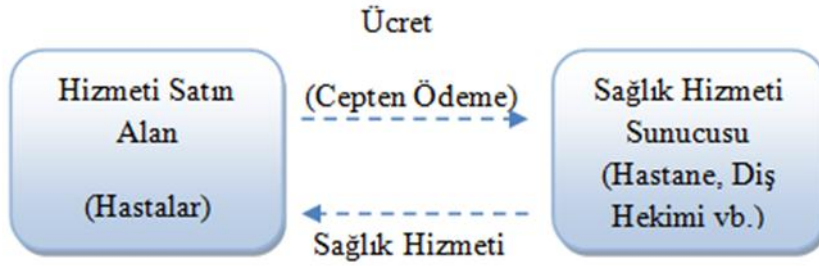 Ücret
Hizmeti Satın
Alan
(Hastalar)
(Cepten Ödeme)
Sağlık Hizmeti
Sağlık Hizmeti
Sunucusu
(Hastane, Diş
Hekimi vb.)